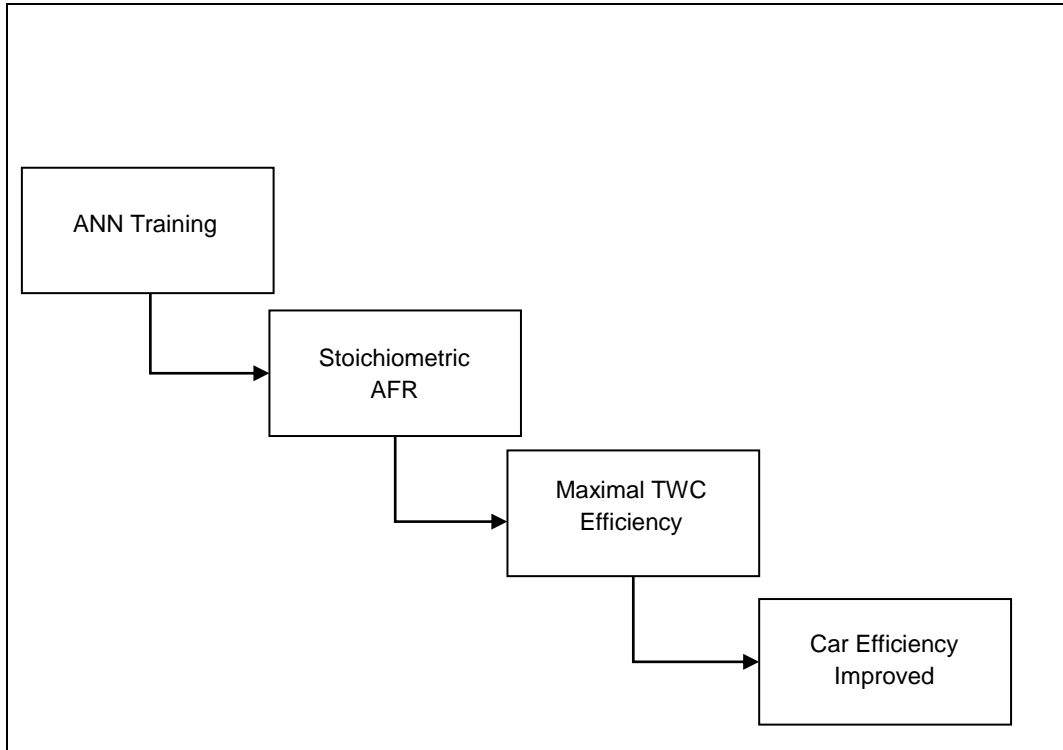 ANN Training
Stoichiometric
AFR
Maximal TWC
Efficiency
Car Efficiency
Improved